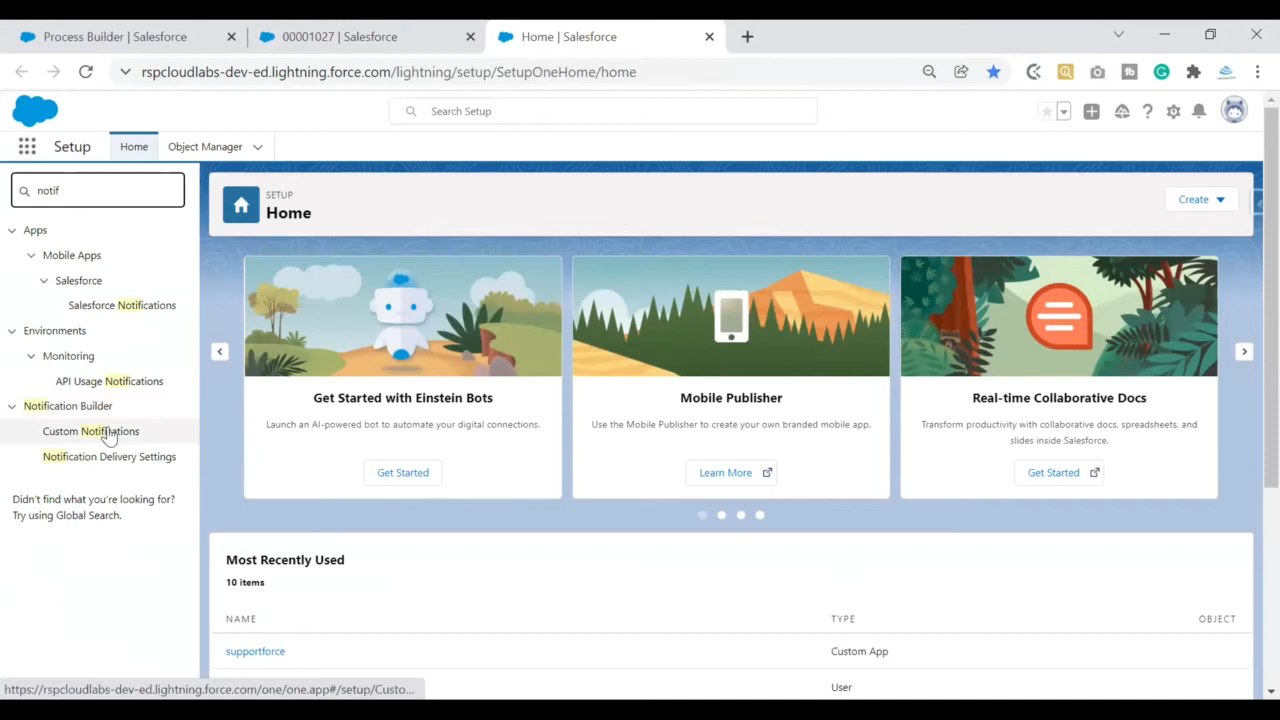 Process Builder | Salesforce
00001027 | Salesforce
Home | Salesforce
rspcloudlabs-dev-ed.lightning.force.com/lightning/setup/SetupOneHome/home
Search Setup
Setup
Home
Object Manager
notif
Apps
Mobile Apps
Salesforce
Salesforce Notifications
Environments
Monitoring
API Usage Notifications
Notification Builder
Custom Notifications
Notification Delivery Settings
Didn't find what you're looking for?
Try using Global Search.
SETUP
Home
Create
Get Started with Einstein Bots
Launch an AI-powered bot to automate your digital connections.
Get Started
Mobile Publisher
Use the Mobile Publisher to create your own branded mobile app.
Learn More
Real-time Collaborative Docs
Transform productivity with collaborative docs, spreadsheets, and
slides inside Salesforce.
Get Started
Most Recently Used
10 items
NAME
TYPE
OBJECT
supportforce
Custom App
User
https://rspcloudlabs-dev-ed.lightning.force.com/one/one.app#/setup/Custo...